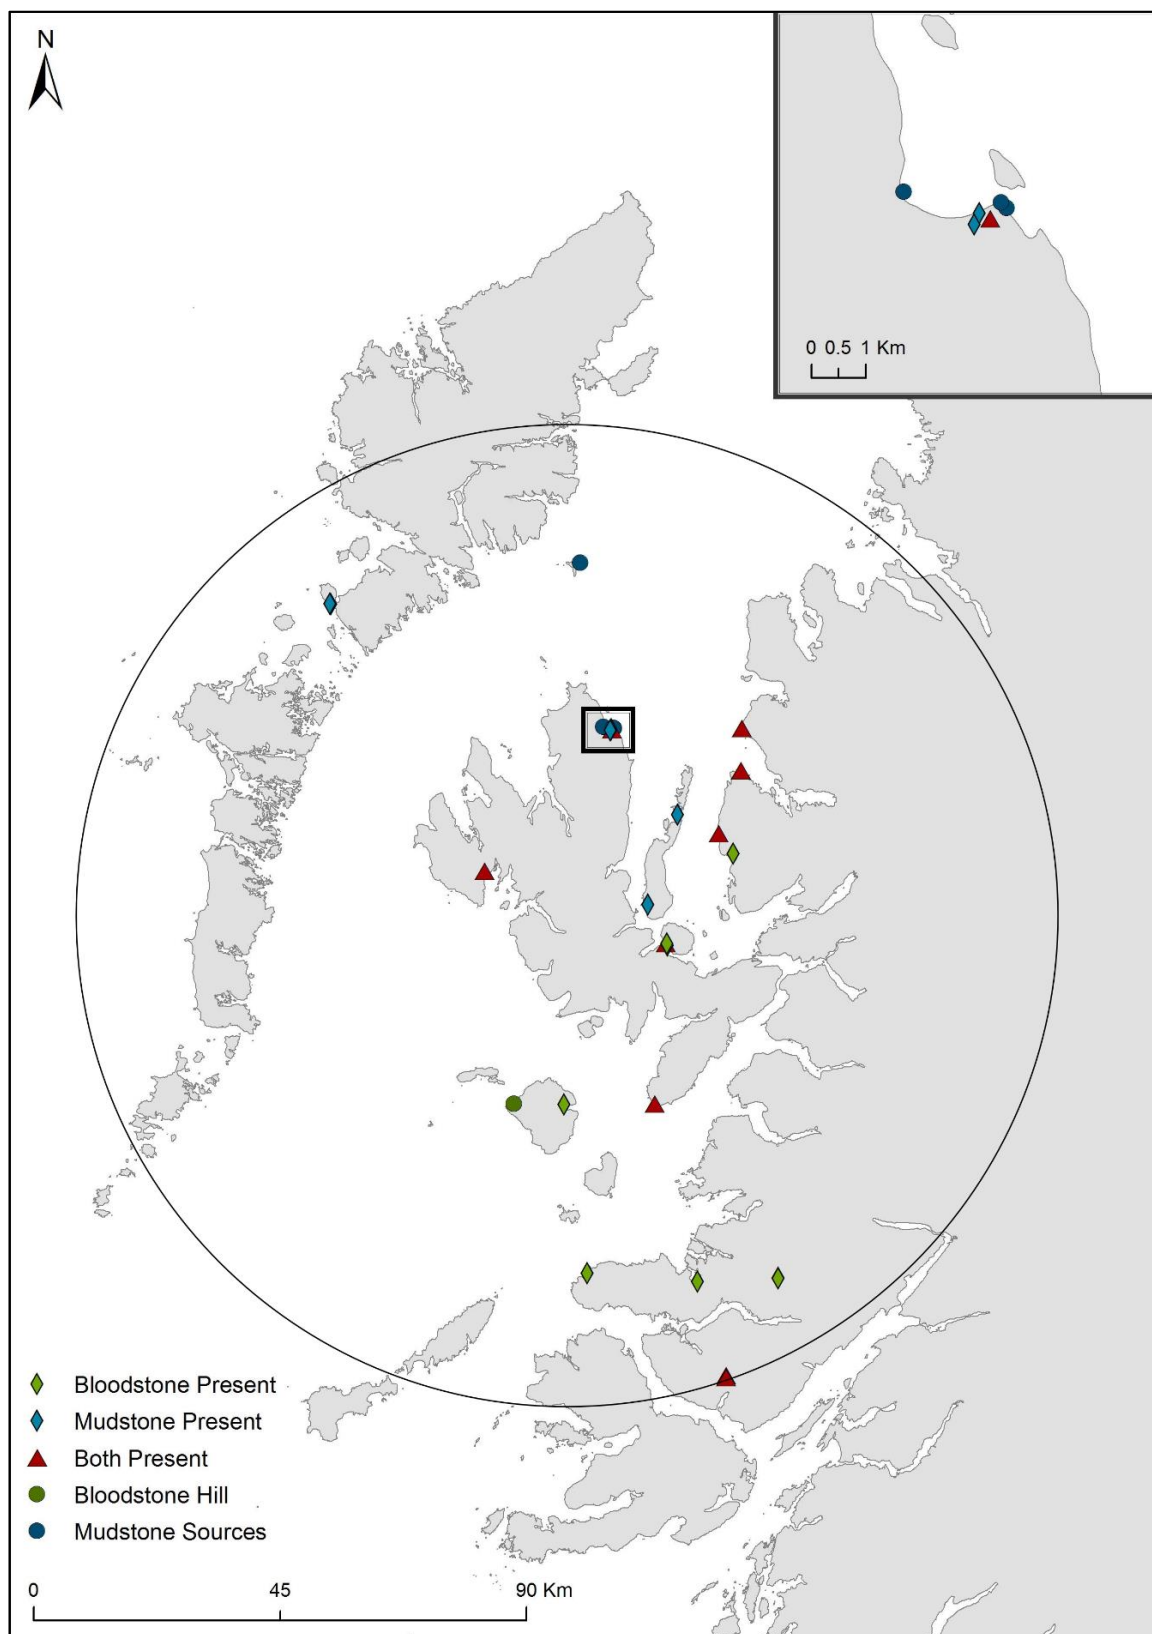 N
0 0.5 1 Km
Bloodstone Present
Mudstone Present
Both Present
Bloodstone Hill
Mudstone Sources
0 45 90 Km